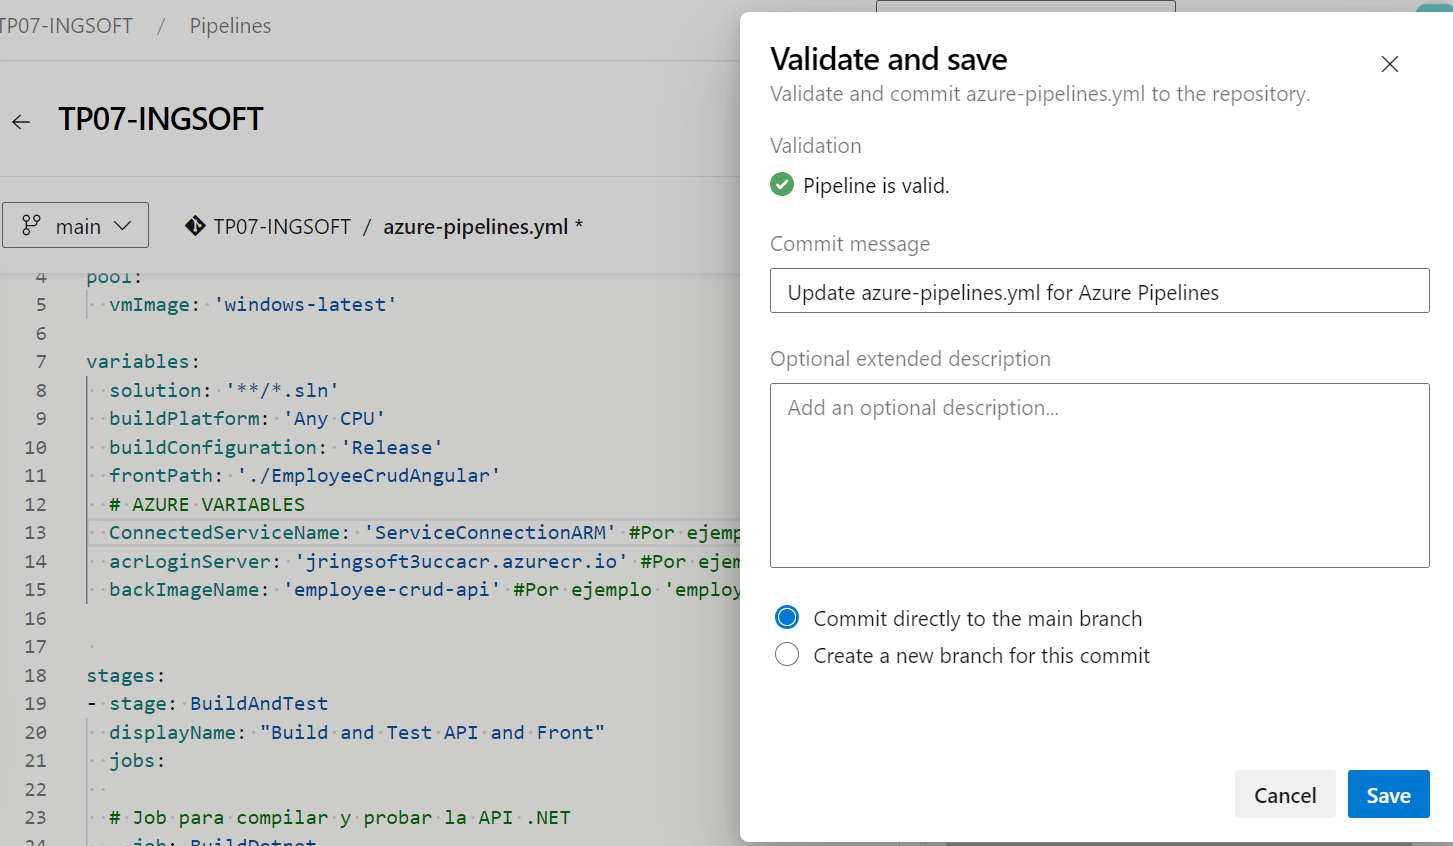 TP07-INGSOFT / Pipelines
TP07-INGSOFT
main
TP07-INGSOFT / azure-pipelines.yml *
4 pool:
5 vmImage: 'windows-latest'
6
7 variables:
8 solution: '**/*.sln'
9 buildPlatform: 'Any CPU'
10 buildConfiguration: 'Release'
11 frontPath: './EmployeeCrudAngular'
12 # AZURE VARIABLES
13 ConnectedServiceName: 'ServiceConnectionARM' #Por ejemp
14 acrLoginServer: 'jringsoft3uccacr.azurecr.io' #Por ejem
15 backImageName: 'employee-crud-api' #Por ejemplo 'employ
16
17
18 stages:
19 - stage: BuildAndTest
20 displayName: "Build and Test API and Front"
21 jobs:
22
23 # Job para compilar y probar la API .NET
24 - job: BuildDotnet
Validate and save
Validate and commit azure-pipelines.yml to the repository.
Validation
Pipeline is valid.
Commit message
Update azure-pipelines.yml for Azure Pipelines
Optional extended description
Add an optional description...
Commit directly to the main branch
Create a new branch for this commit
Cancel
Save